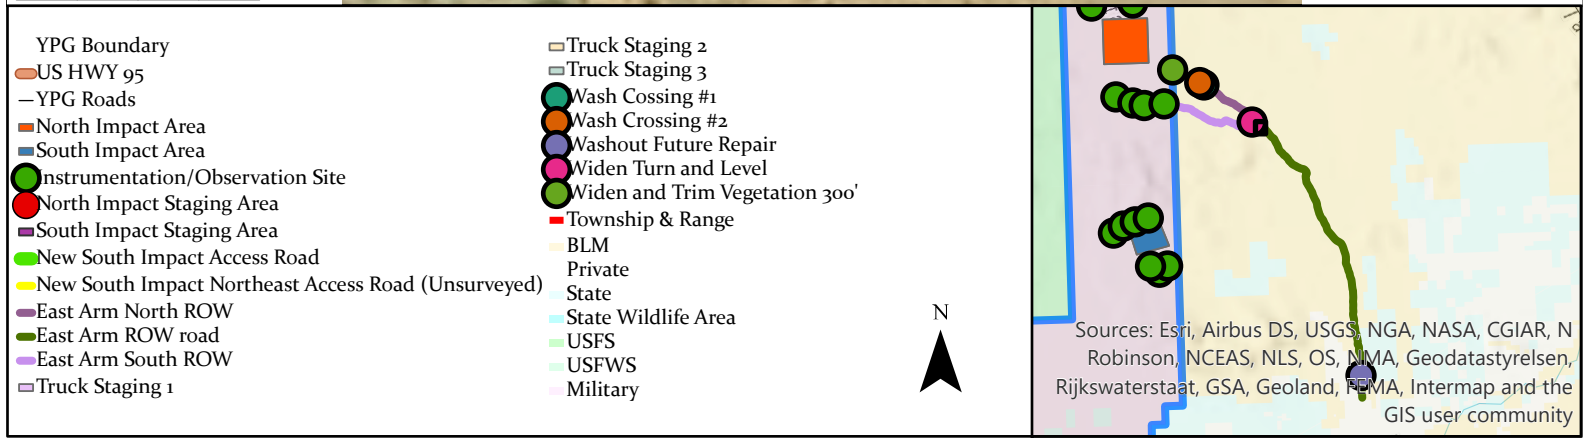 YPG Boundary
US HWY 95
YPG Roads
North Impact Area
South Impact Area
Instrumentation/Observation Site
North Impact Staging Area
South Impact Staging Area
New South Impact Access Road
New South Impact Northeast Access Road (Unsurveyed)
East Arm North ROW
East Arm ROW road
East Arm South ROW
Truck Staging 1
Truck Staging 2
Truck Staging 3
Wash Cossing #1
Wash Crossing #2
Washout Future Repair
Widen Turn and Level
Widen and Trim Vegetation 300'
Township & Range
BLM
Private
State
State Wildlife Area
USFS
USFWS
Military
N
Sources: Esri, Airbus DS, USGS, NGA, NASA, CGIAR, N
Robinson, NCEAS, NLS, OS, NMA, Geodatastyrelsen,
Rijkswaterstaat, GSA, Geoland, FEMA, Intermap and the
GIS user community